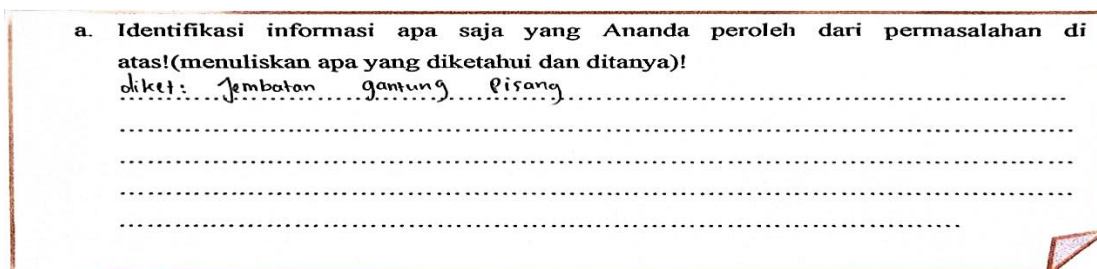 a. Identifikasi informasi apa saja yang Ananda peroleh dari permasalahan di
atas!(menuliskan apa yang diketahui dan ditanya)!
diket: Jembatan gantung Pisang